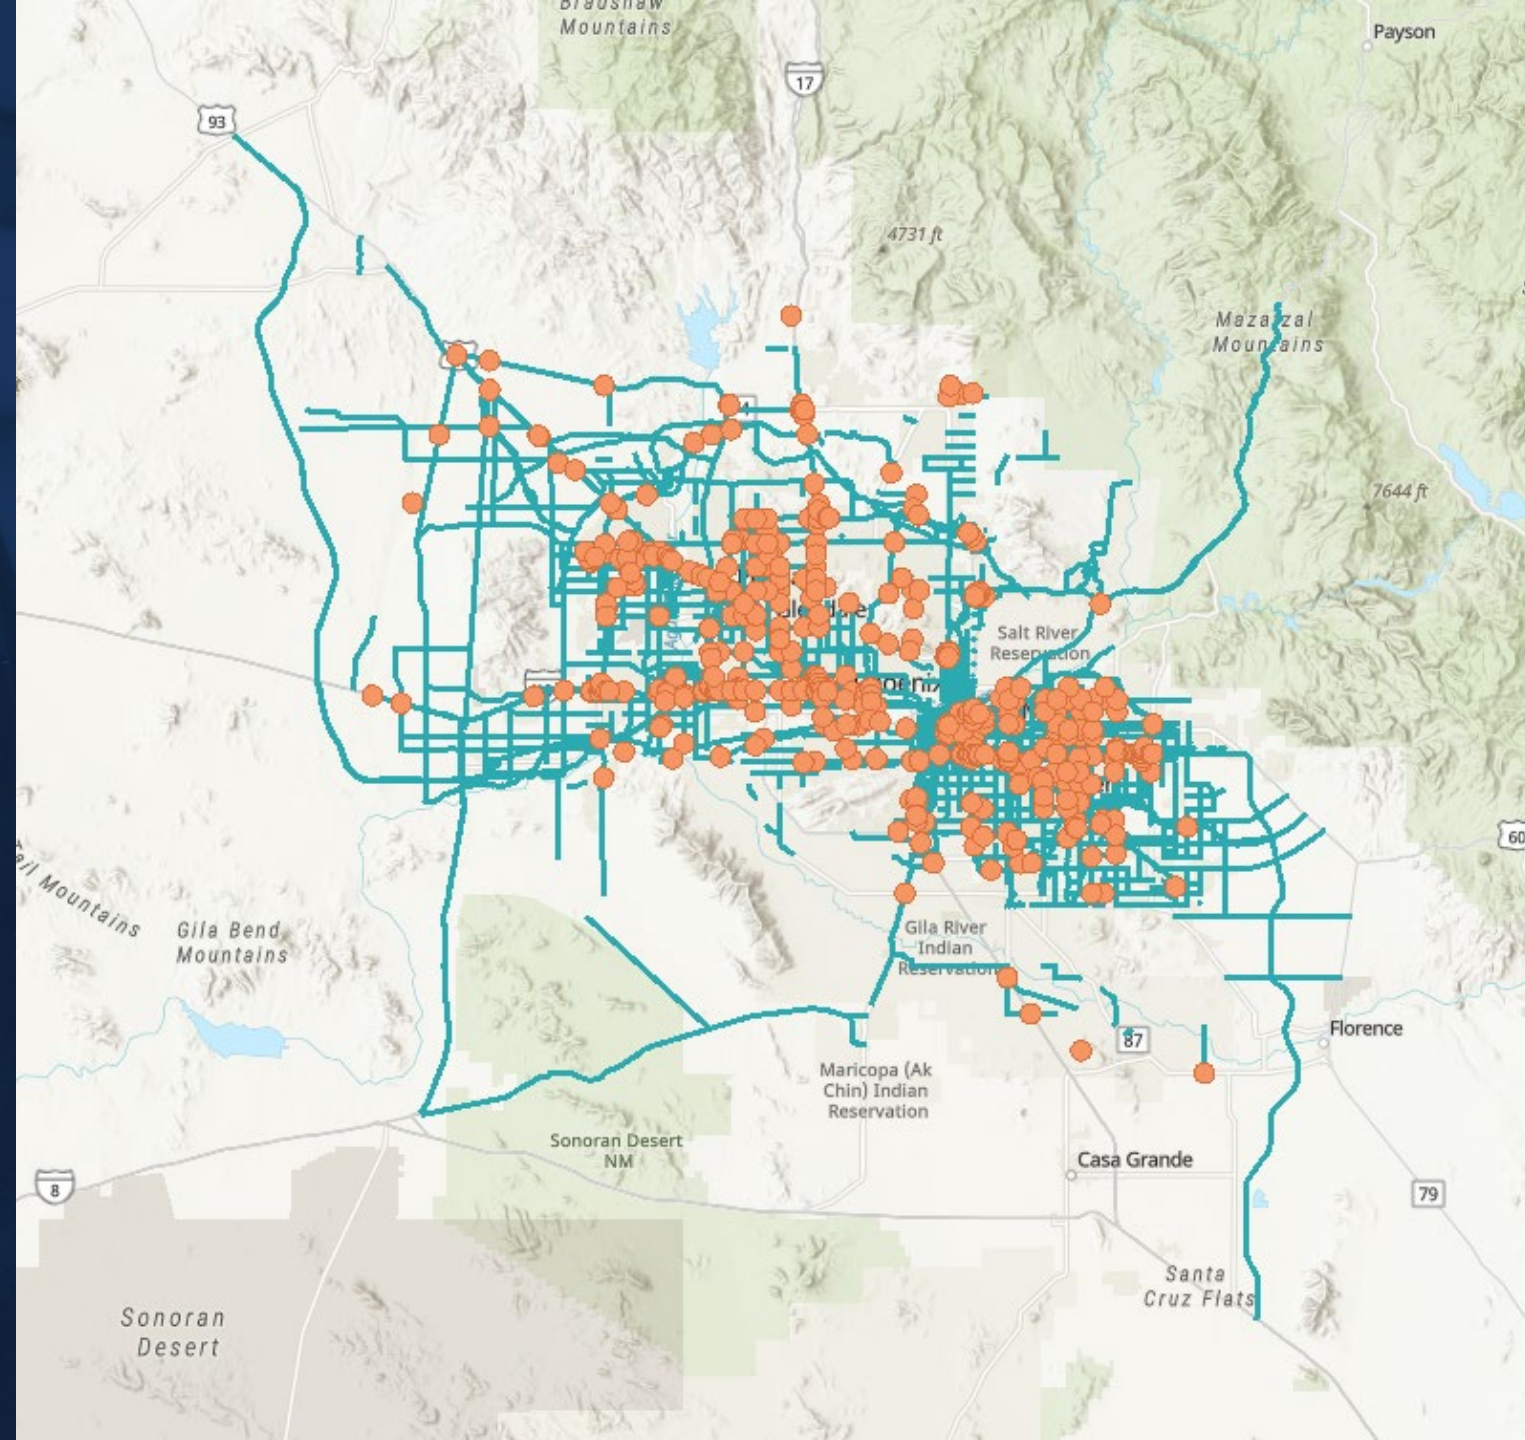 Bradshaw
Mountains
Payson
17
93
4731 ft
Mazatzal
Mountains
7644 ft
Salt River
Reservation
60
Gila Bend
Mountains
Gila River
Indian
Reservation
87
Florence
Maricopa (Ak
Chin) Indian
Reservation
Sonoran Desert
NM
Casa Grande
8
79
Santa
Cruz Flats
Sonoran
Desert